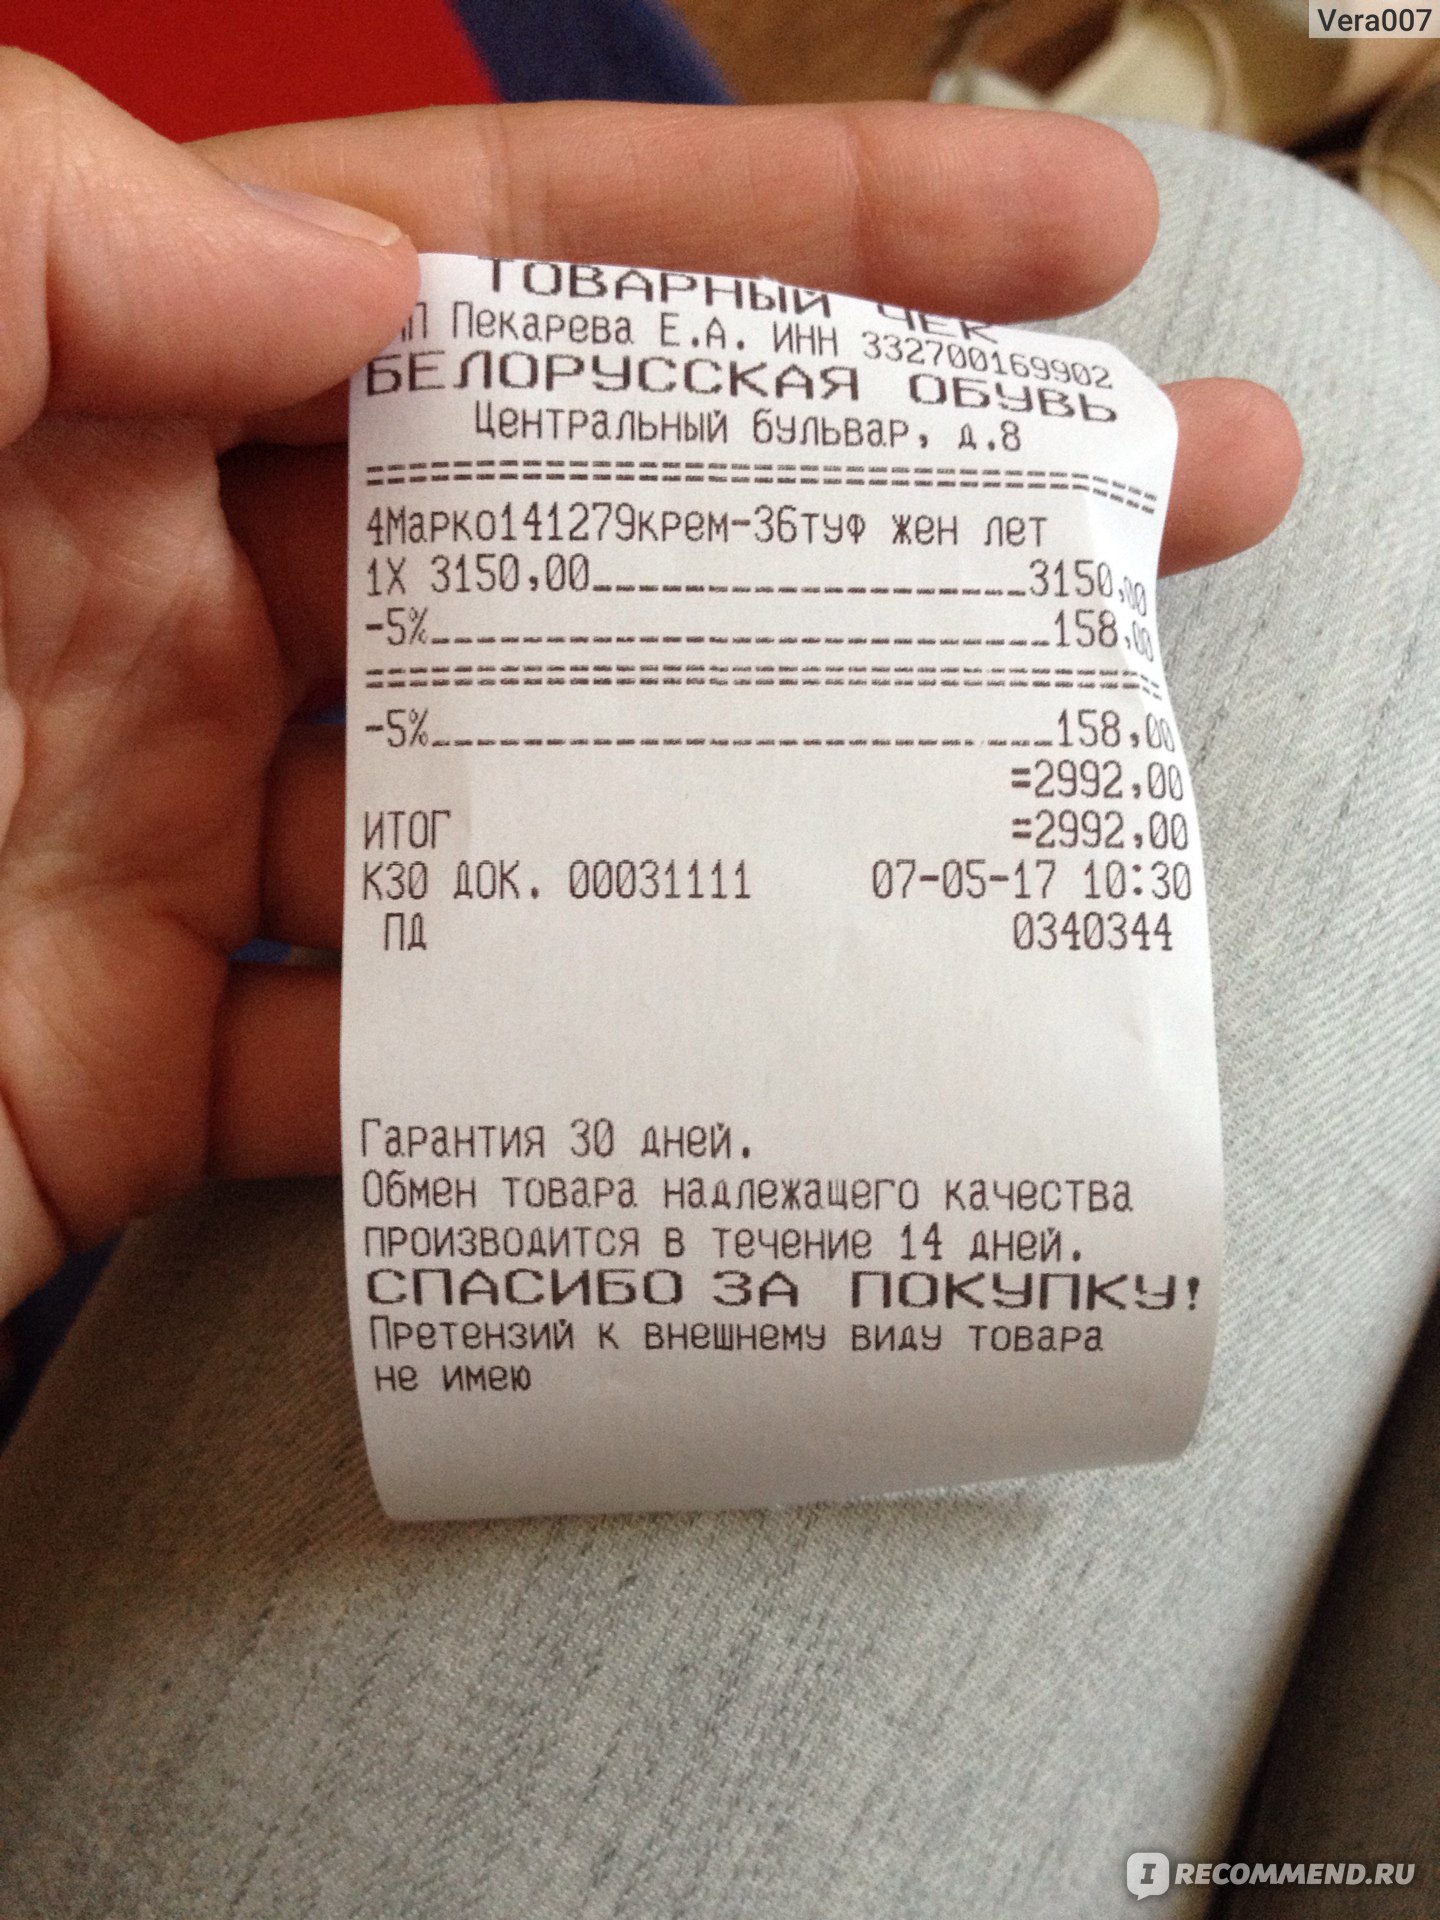 Vera007
ТОВАРНЫЙ ЧЕК
ИП Пекарева Е.А. ИНН 332700169902
БЕЛОРУССКАЯ ОБУВЬ
Центральный бульвар, д.8
4Марко141279крем-36туф жен лет
1X 3150,00 3150,00
-5% 158,00
-5% 158,00
=2992,00
ИТОГ =2992,00
К30 ДОК. 00031111 07-05-17 10:30
ПД 0340344
Гарантия 30 дней.
Обмен товара надлежащего качества
производится в течение 14 дней.
СПАСИБО ЗА ПОКУПКУ!
Претензий к внешнему виду товара
не имею
I RECOMMEND.RU